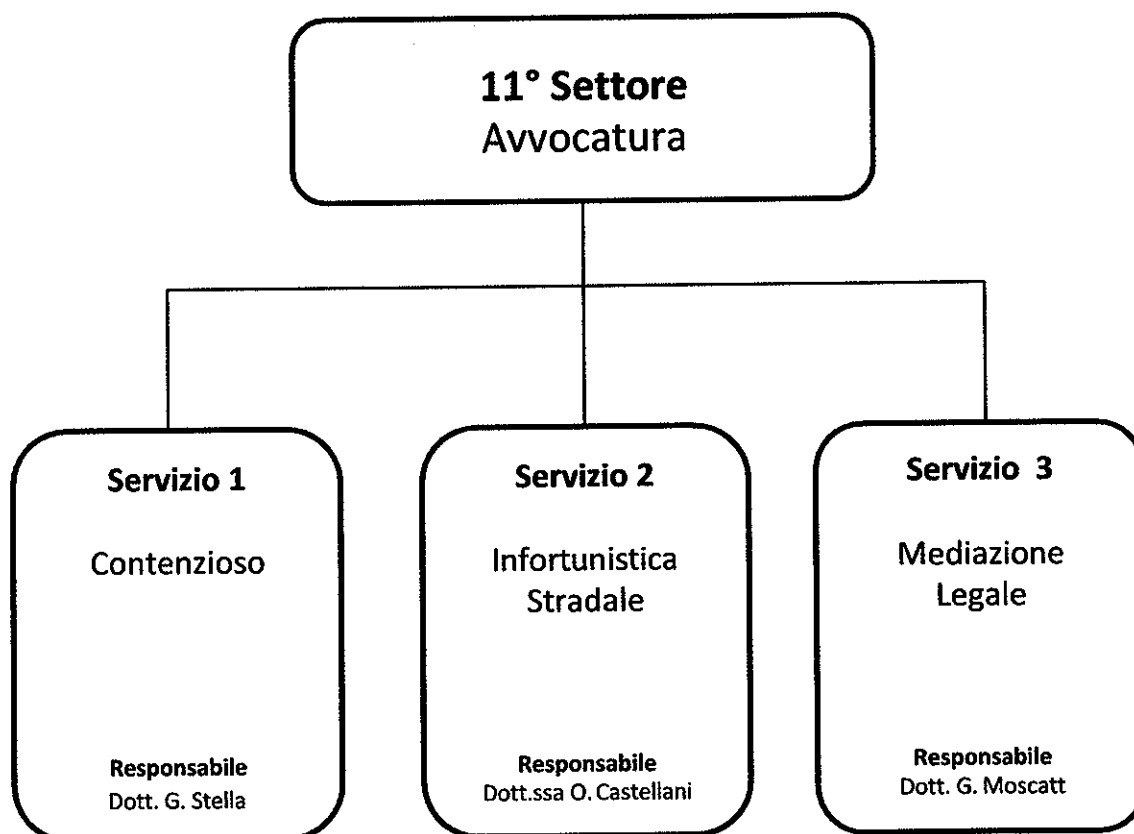 11° Settore
Avvocatura
Servizio 1
Contenzioso
Responsabile
Dott. G. Stella
Servizio 2
Infortunistica
Stradale
Responsabile
Dott.ssa O. Castellani
Servizio 3
Mediazione
Legale
Responsabile
Dott. G. Moscatt